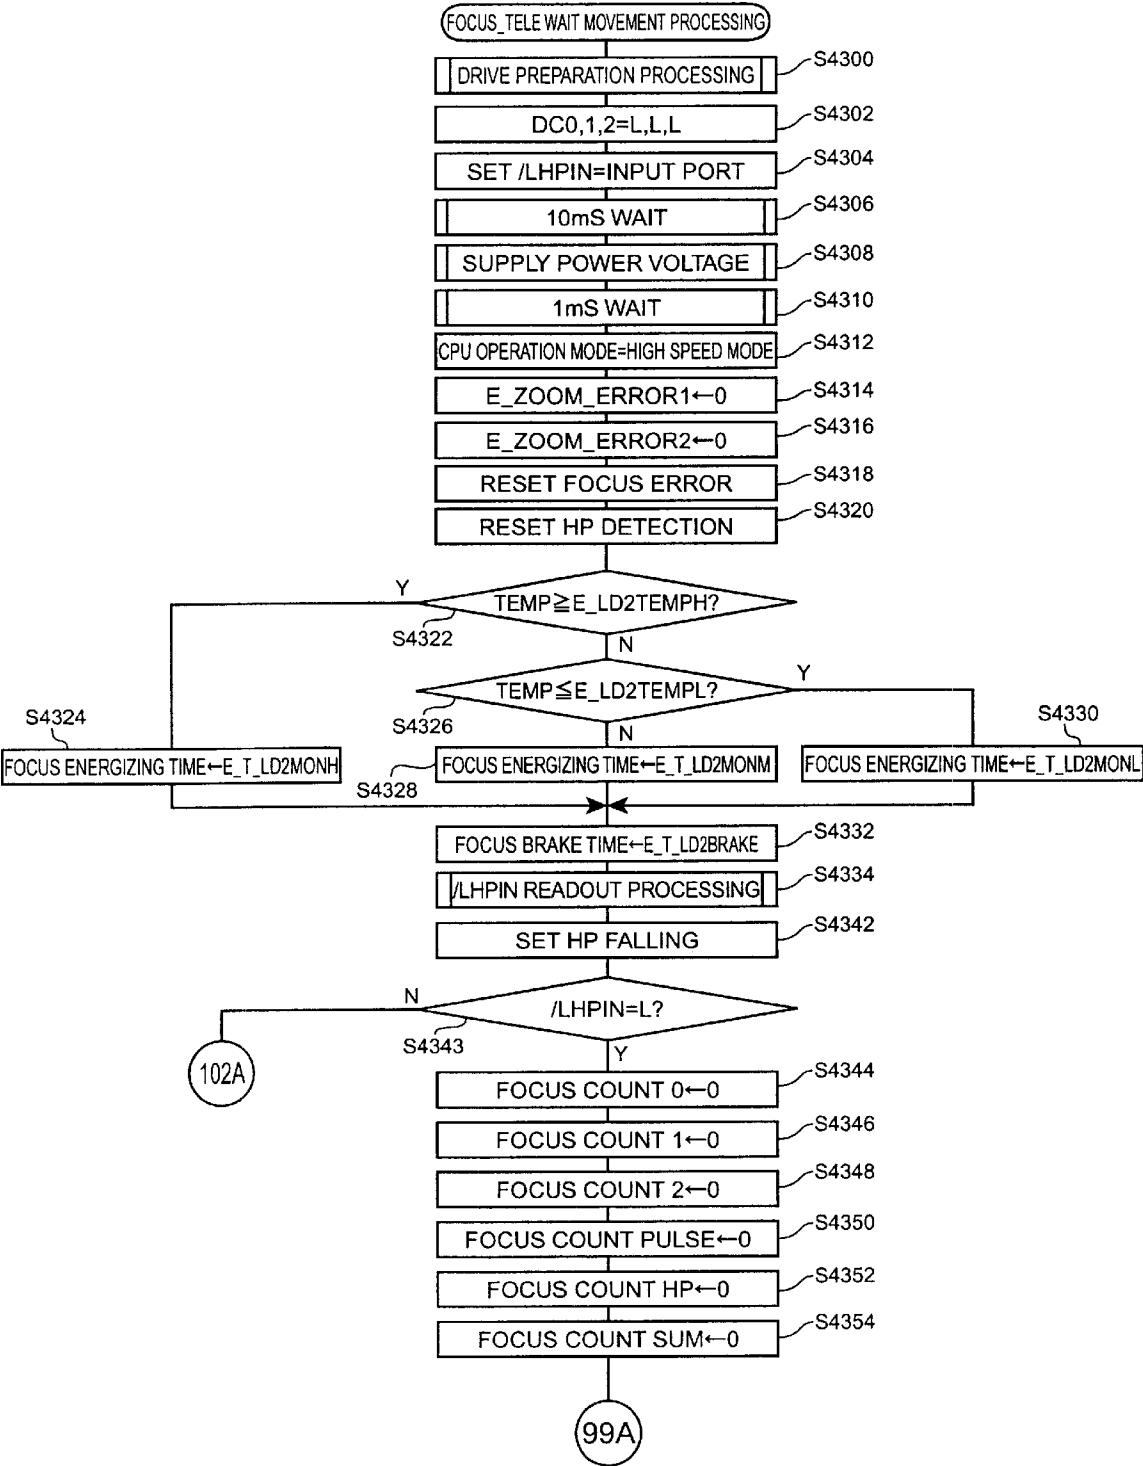 FOCUS_TELE WAIT MOVEMENT PROCESSING
DRIVE PREPARATION PROCESSING
S4300
DC0,1,2=L,L,L
S4302
SET /LHPIN=INPUT PORT
S4304
10mS WAIT
S4306
SUPPLY POWER VOLTAGE
S4308
1mS WAIT
S4310
CPU OPERATION MODE=HIGH SPEED MODE
S4312
E_ZOOM_ERROR1←0
S4314
E_ZOOM_ERROR2←0
S4316
RESET FOCUS ERROR
S4318
RESET HP DETECTION
S4320
Y
TEMP≧E_LD2TEMPH?
S4322
N
TEMP≦E_LD2TEMPL?
Y
S4326
N
S4324
FOCUS ENERGIZING TIME←E_T_LD2MONH
FOCUS ENERGIZING TIME←E_T_LD2MONM
S4328
S4330
FOCUS ENERGIZING TIME←E_T_LD2MONL
FOCUS BRAKE TIME←E_T_LD2BRAKE
S4332
/LHPIN READOUT PROCESSING
S4334
SET HP FALLING
S4342
N
/LHPIN=L?
S4343
Y
102A
FOCUS COUNT 0←0
S4344
FOCUS COUNT 1←0
S4346
FOCUS COUNT 2←0
S4348
FOCUS COUNT PULSE←0
S4350
FOCUS COUNT HP←0
S4352
FOCUS COUNT SUM←0
S4354
99A